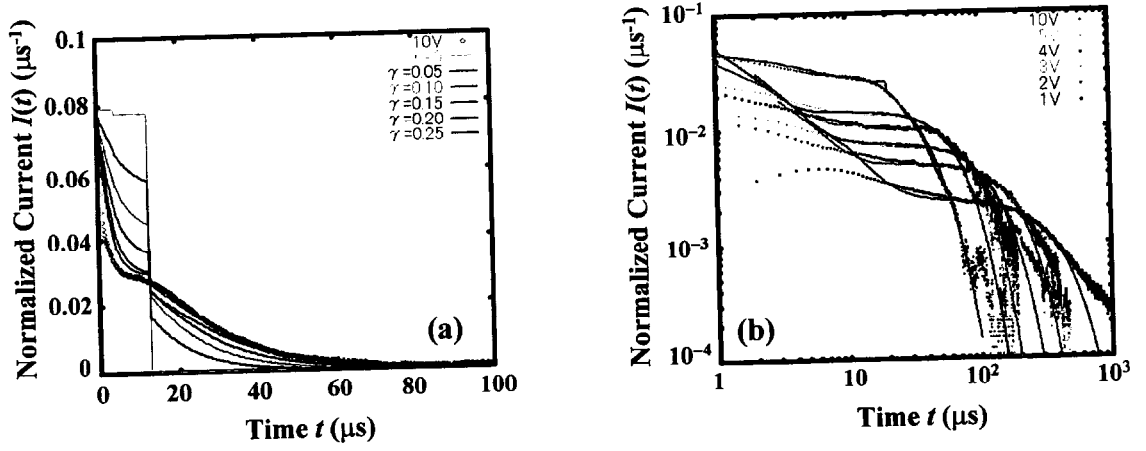 Normalized Current I(t) (μs⁻¹)
0.1
0.08
0.06
0.04
0.02
0
0
20
40
60
80
100
Time t (μs)
10V
γ=0.05
γ=0.10
γ=0.15
γ=0.20
γ=0.25
(a)
Normalized Current I(t) (μs⁻¹)
10⁻¹
10⁻²
10⁻³
10⁻⁴
1
10
10²
10³
Time t (μs)
10V
4V
3V
2V
1V
(b)